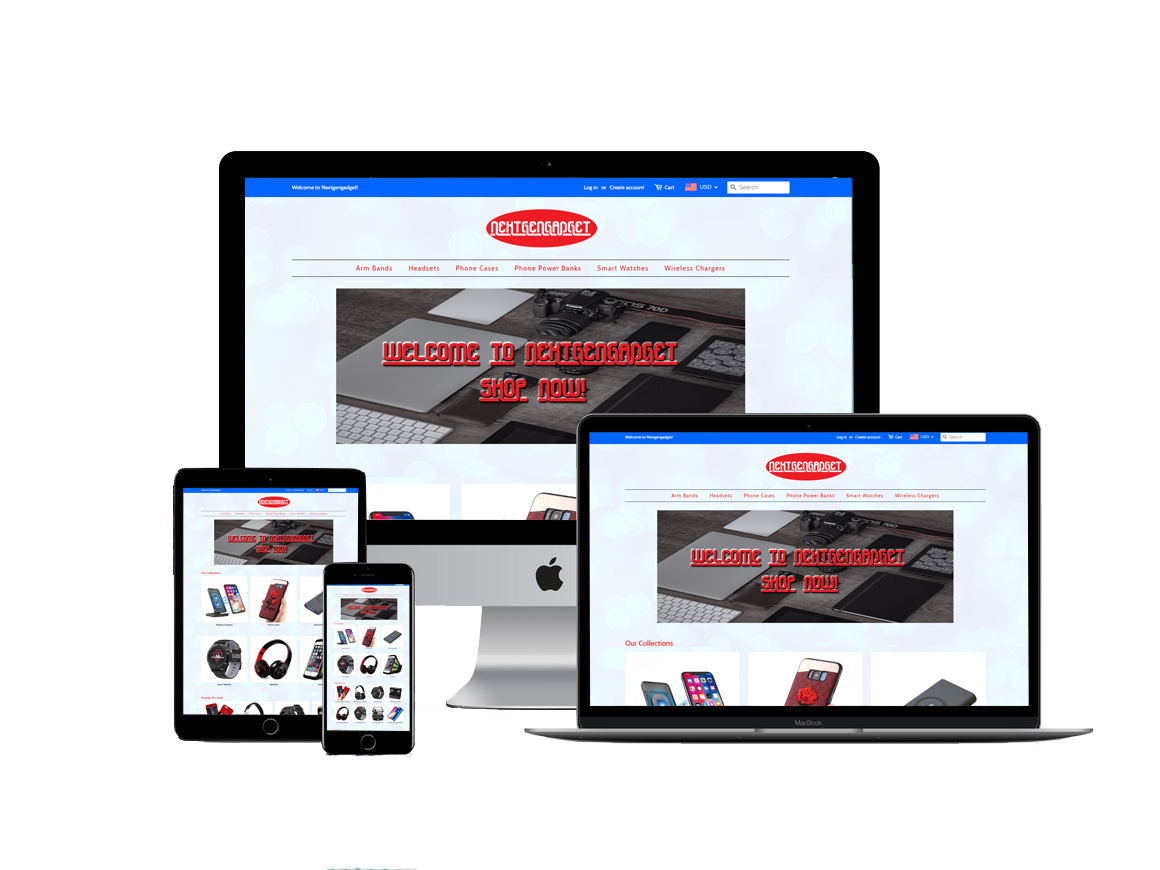 Welcome to Nextgengadget!
Log in or Create account Cart USD Search
NEXTGENGADGET
Arm Bands Headsets Phone Cases Phone Power Banks Smart Watches Wireless Chargers
EOS 70D
WELCOME TO NEXTGENGADGET
SHOP NOW!
Welcome to Nextgengadget!
Log in or Create account Cart USD Search
NEXTGENGADGET
Arm Bands Headsets Phone Cases Phone Power Banks Smart Watches Wireless Chargers
WELCOME TO NEXTGENGADGET
SHOP NOW!
Our Collections
MacBook
NEXTGENGADGET
WELCOME TO NEXTGENGADGET
SHOP NOW!
Our Collections